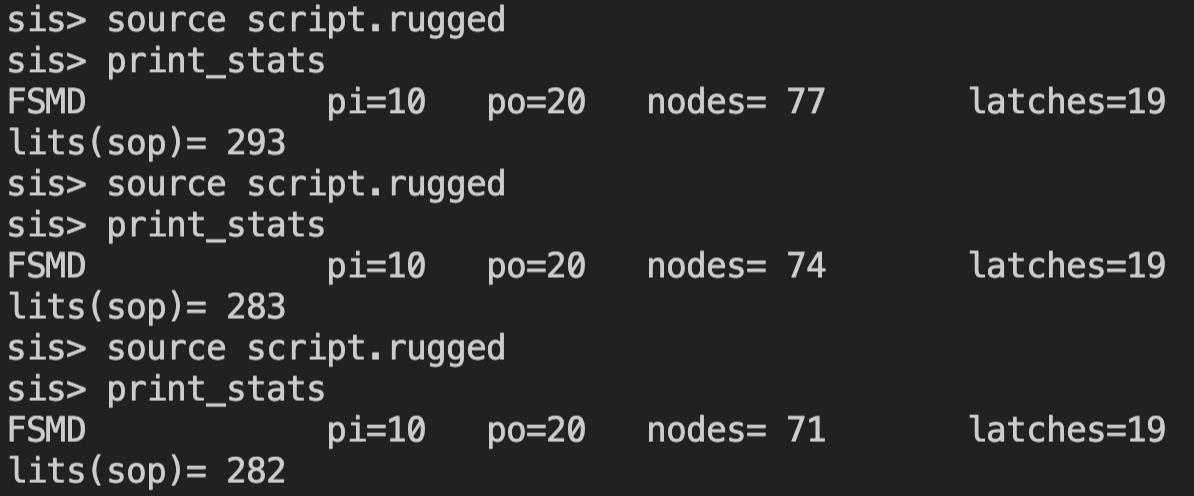 sis> source script.rugged
sis> print_stats
FSMD pi=10 po=20 nodes= 77 latches=19
lits(sop)= 293
sis> source script.rugged
sis> print_stats
FSMD pi=10 po=20 nodes= 74 latches=19
lits(sop)= 283
sis> source script.rugged
sis> print_stats
FSMD pi=10 po=20 nodes= 71 latches=19
lits(sop)= 282